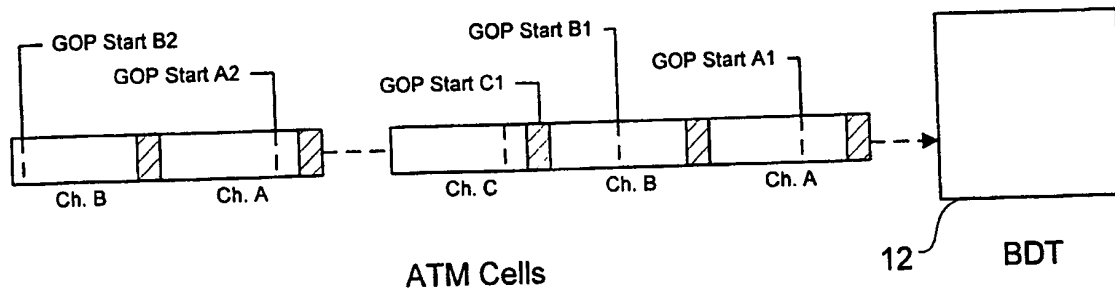 GOP Start B2
GOP Start A2
GOP Start C1
GOP Start B1
GOP Start A1
Ch. B
Ch. A
Ch. C
Ch. B
Ch. A
ATM Cells
12
BDT